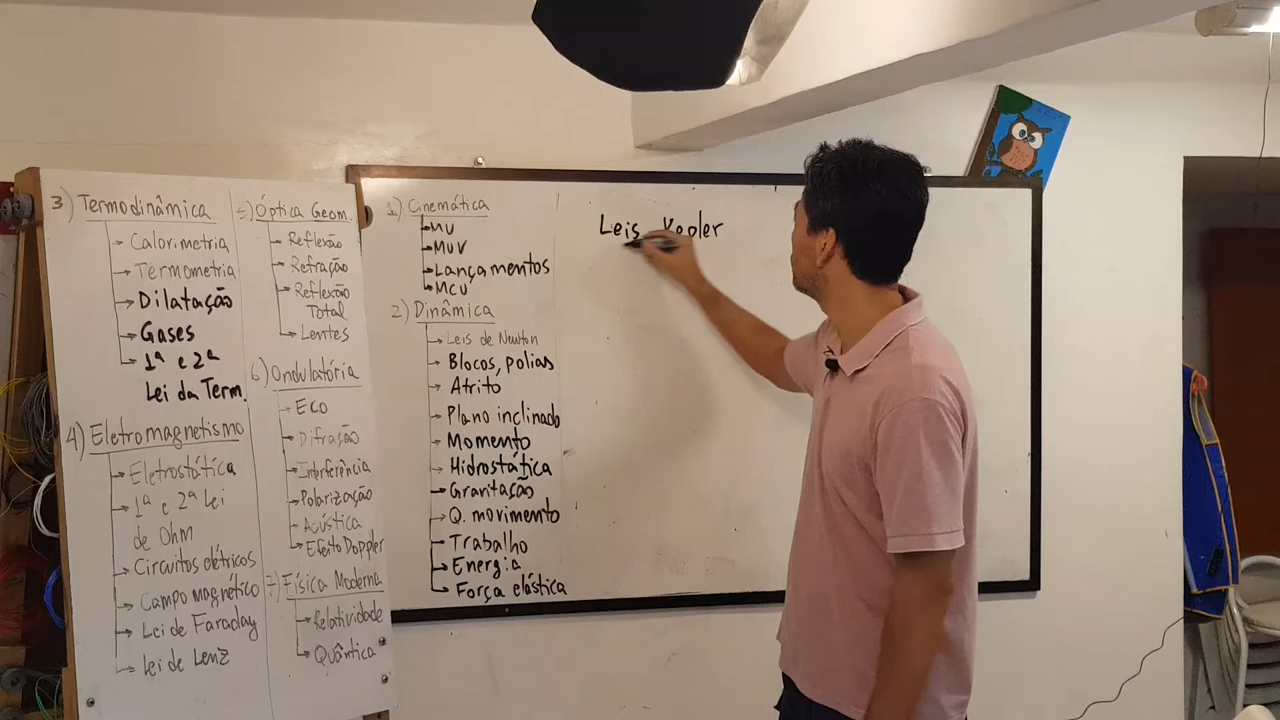 3) Termodinâmica
Calorimetria
Termometria
Dilatação
Gases
1ª e 2ª
Lei da Term.
4) Eletromagnetismo
Eletrostática
1ª e 2ª Lei
de Ohm
Circuitos elétricos
Campo magnético
Lei de Faraday
Lei de Lenz
5) Óptica Geom.
Reflexão
Refração
Reflexão
Total
Lentes
6) Ondulatória
Eco
Difração
Interferência
Polarização
Acústica
Efeito Doppler
7) Física Moderna
Relatividade
Quântica
1) Cinemática
MU
MUV
Lançamentos
MCU
2) Dinâmica
Leis de Newton
Blocos, polias
Atrito
Plano inclinado
Momento
Hidrostática
Gravitação
Q. movimento
Trabalho
Energia
Força elástica
Leis Kepler